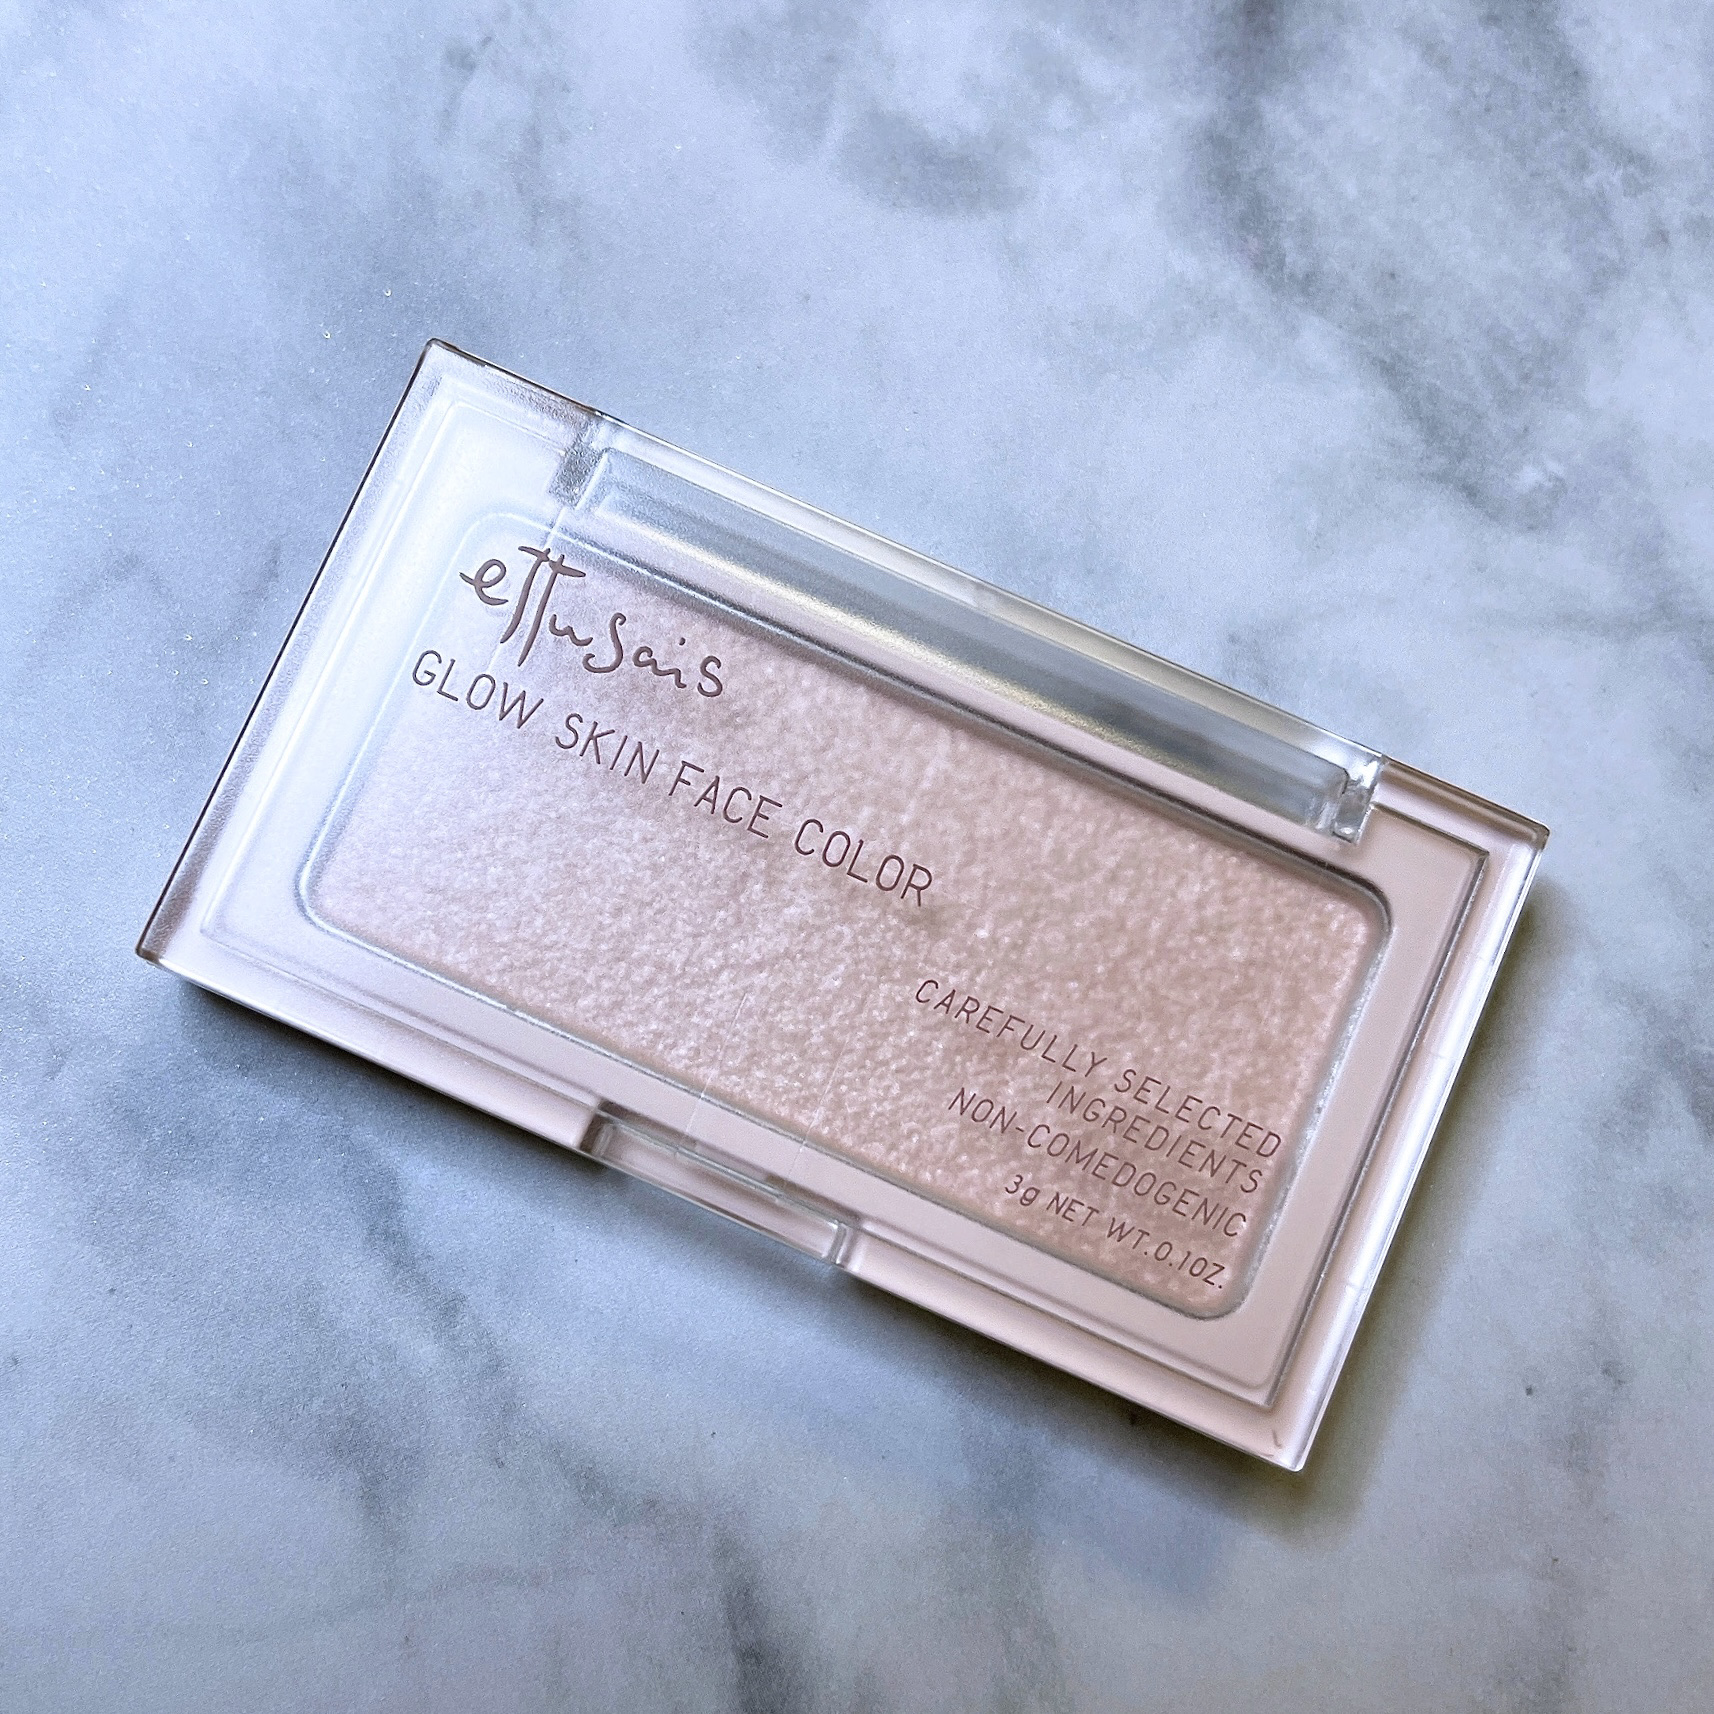 ettusais
GLOW SKIN FACE COLOR
CAREFULLY SELECTED
INGREDIENTS
NON-COMEDOGENIC
3g NET WT.0.1OZ.